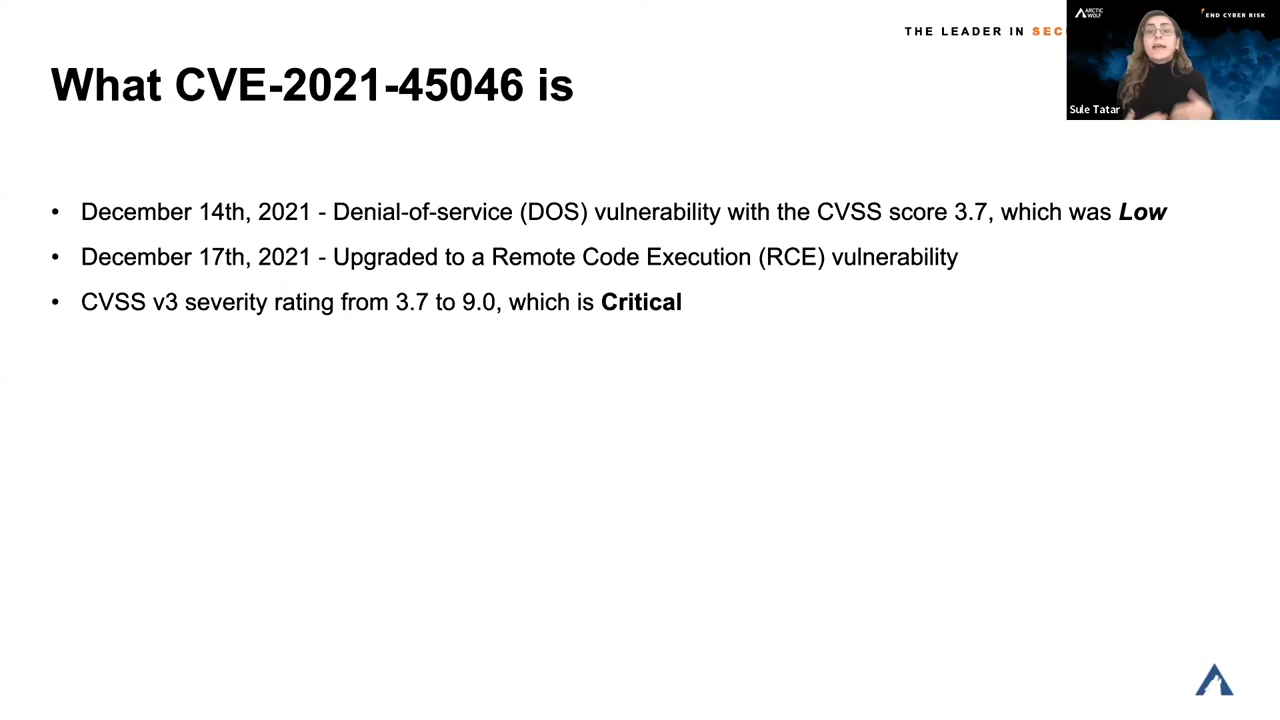 THE LEADER IN SEC
ARCTIC
WOLF
END CYBER RISK
Sule Tatar
What CVE-2021-45046 is
• December 14th, 2021 - Denial-of-service (DOS) vulnerability with the CVSS score 3.7, which was Low
• December 17th, 2021 - Upgraded to a Remote Code Execution (RCE) vulnerability
• CVSS v3 severity rating from 3.7 to 9.0, which is Critical